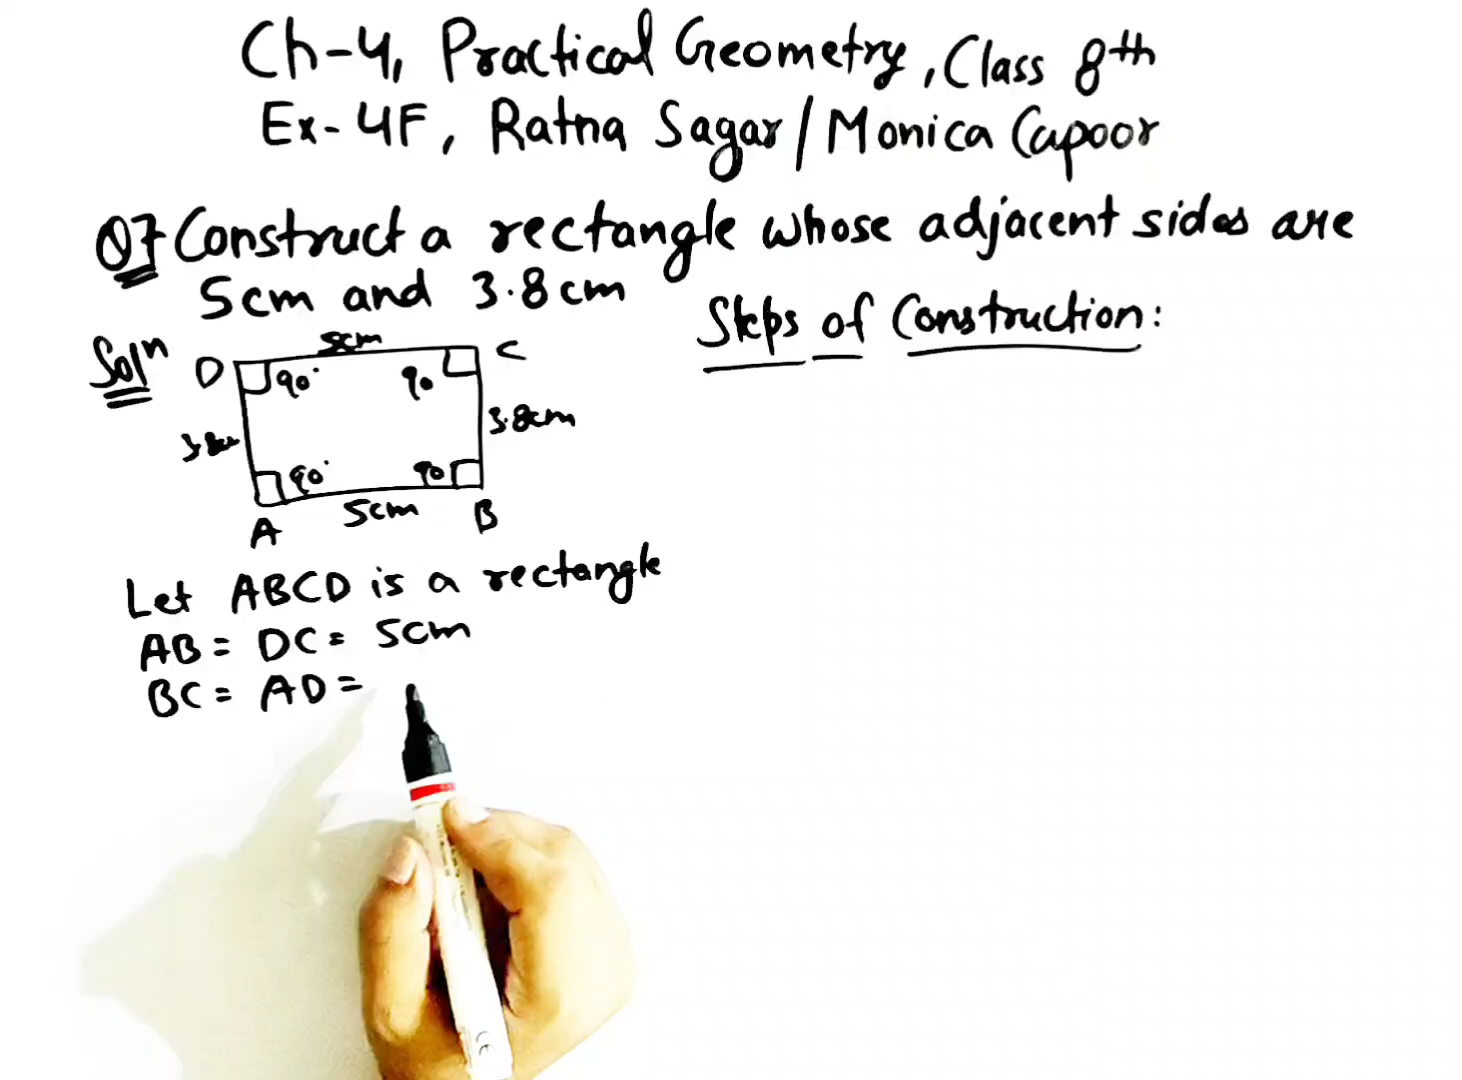 Ch-4, Practical Geometry, Class 8th
Ex-4F, Ratna Sagar/Monica Capoor
Q7 Construct a rectangle whose adjacent sides are
5cm and 3.8cm
Steps of Construction:
Soln
D 5cm C
90° 90
3.8cm
90° 90
A 5cm B
Let ABCD is a rectangle
AB = DC = 5cm
BC = AD =